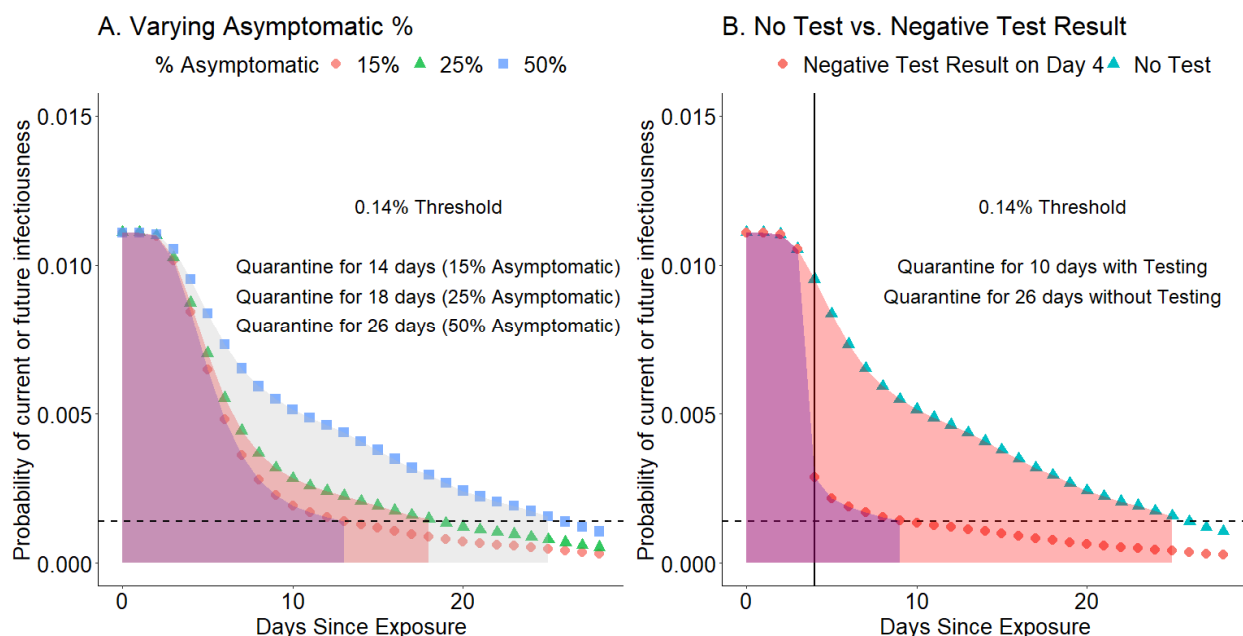 A. Varying Asymptomatic %
% Asymptomatic 15% 25% 50%
Probability of current or future infectiousness
0.015
0.010
0.005
0.000
0.14% Threshold
Quarantine for 14 days (15% Asymptomatic)
Quarantine for 18 days (25% Asymptomatic)
Quarantine for 26 days (50% Asymptomatic)
0 10 20
Days Since Exposure
B. No Test vs. Negative Test Result
Negative Test Result on Day 4 No Test
Probability of current or future infectiousness
0.015
0.010
0.005
0.000
0.14% Threshold
Quarantine for 10 days with Testing
Quarantine for 26 days without Testing
0 10 20
Days Since Exposure